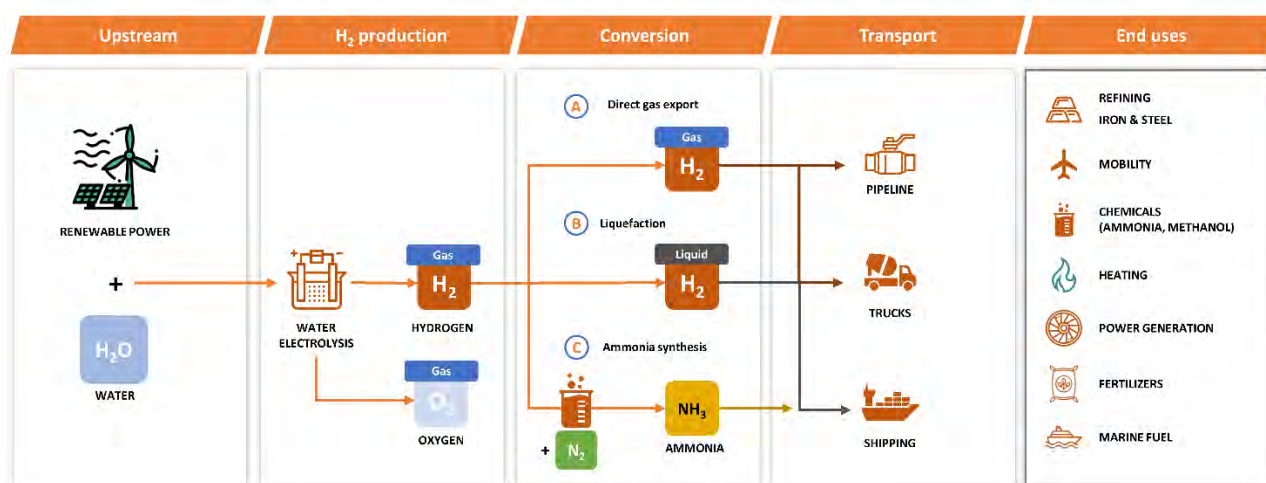 Upstream
H₂ production
Conversion
Transport
End uses
RENEWABLE POWER
+
H₂O
WATER
+ −
WATER
ELECTROLYSIS
Gas
H₂
HYDROGEN
Gas
O₂
OXYGEN
A Direct gas export
Gas
H₂
B Liquefaction
Liquid
H₂
C Ammonia synthesis
+ N₂
NH₃
AMMONIA
PIPELINE
TRUCKS
SHIPPING
REFINING
IRON & STEEL
MOBILITY
CHEMICALS
(AMMONIA, METHANOL)
HEATING
POWER GENERATION
FERTILIZERS
MARINE FUEL